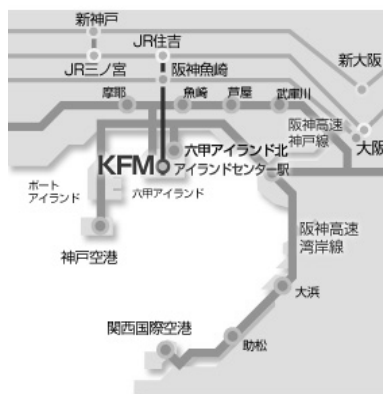 新神戸
JR住吉
新大阪
JR三ノ宮
阪神魚崎
摩耶
魚崎
芦屋
武庫川
大阪
阪神高速
神戸線
六甲アイランド北
KFM
アイランドセンター駅
ポート
アイランド
六甲アイランド
神戸空港
阪神高速
湾岸線
大浜
関西国際空港
助松